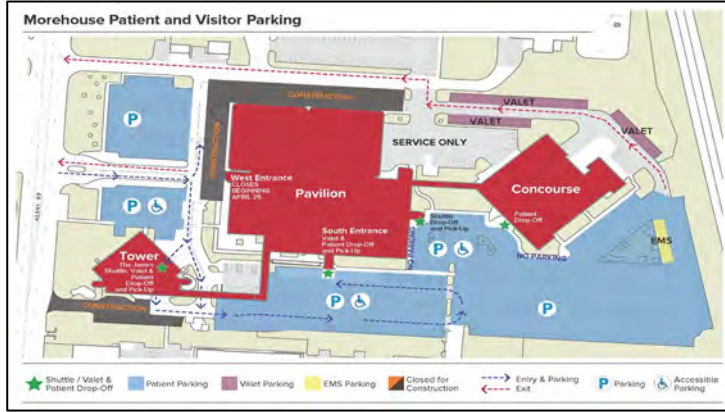 Morehouse Patient and Visitor Parking
CONSTRUCTION
VALET
VALET
VALET
P
CONSTRUCTION
SERVICE ONLY
West Entrance
CLOSES
BEGINNING
APRIL 25
Pavilion
Concourse
P
Shuttle
Drop-Off
and Pick-Up
Patient
Drop-Off
South Entrance
Valet &
Patient Drop-Off
and Pick-Up
NO PARKING
P
EMS
NO PARKING
Tower
The James
Shuttle, Valet &
Patient
Drop-Off
and Pick-Up
P
P
CONSTRUCTION
Shuttle / Valet &
Patient Drop-Off
Patient Parking
Valet Parking
EMS Parking
Closed for
Construction
Entry & Parking
Exit
P
Parking
Accessible
Parking